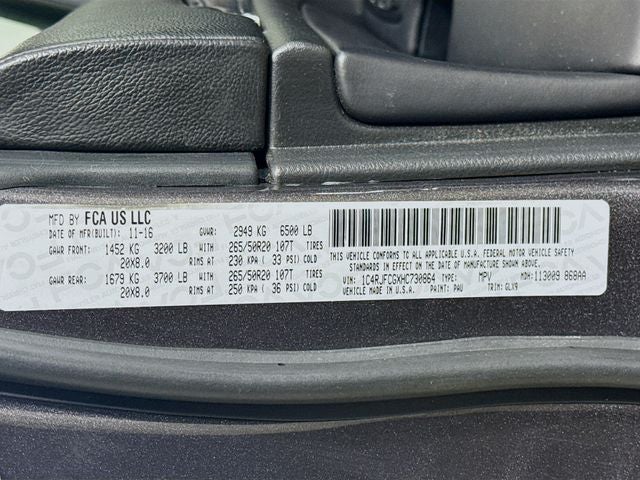 MFD BY FCA US LLC
DATE OF MFR(BUILT): 11-16 GVWR: 2949 KG 6500 LB
GAWR FRONT: 1452 KG 3200 LB WITH 265/50R20 107T TIRES
20X8.0 RIMS AT 230 KPA ( 33 PSI) COLD
GAWR REAR: 1679 KG 3700 LB WITH 265/50R20 107T TIRES
20X8.0 RIMS AT 250 KPA ( 36 PSI) COLD
THIS VEHICLE CONFORMS TO ALL APPLICABLE U.S.A. FEDERAL MOTOR VEHICLE SAFETY
STANDARDS IN EFFECT ON THE DATE OF MANUFACTURE SHOWN ABOVE.
VIN: 1C4RJFCGXHC730864 TYPE: MPV MDH:113009 868AA
VEHICLE MADE IN U.S.A. PAINT: PAU TRIM: GLX9